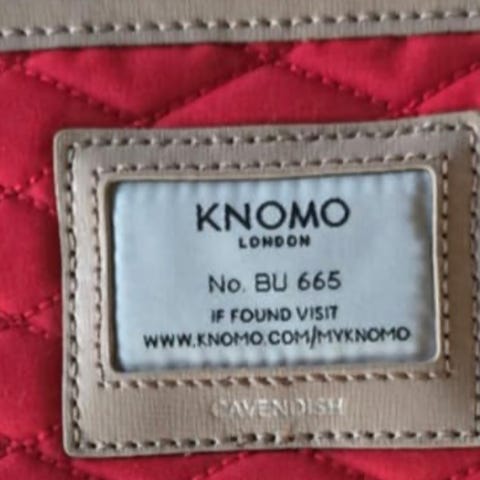 KNOMO
LONDON
No. BU 665
IF FOUND VISIT
WWW.KNOMO.COM/MYKNOMO
CAVENDISH